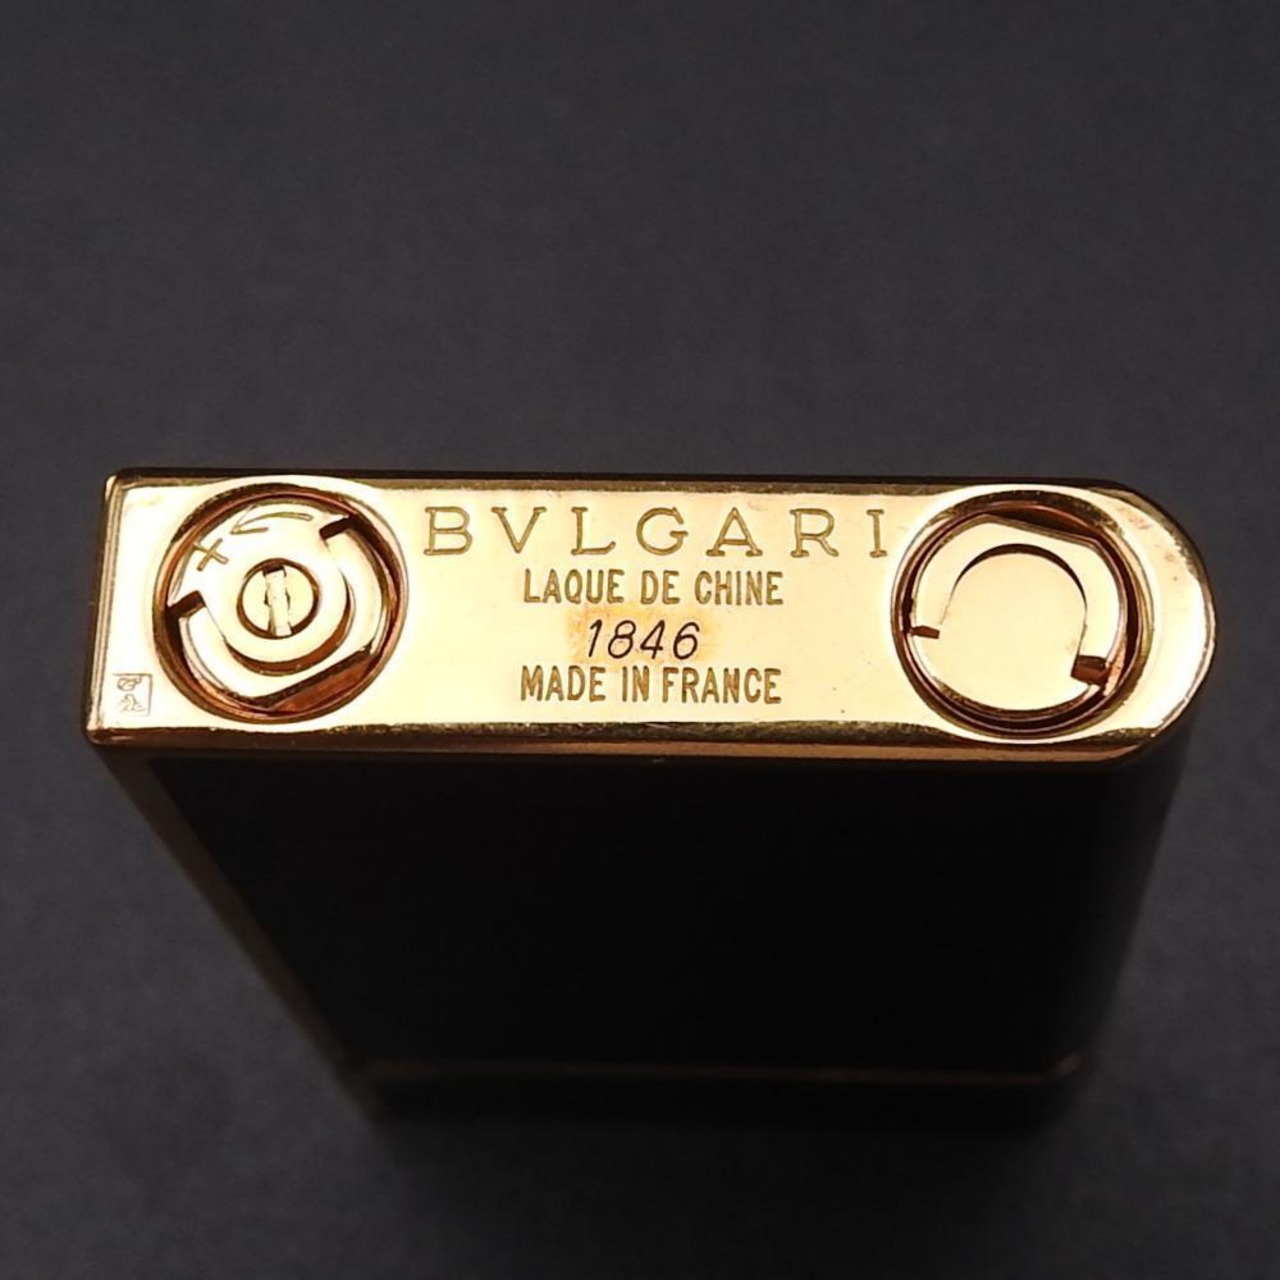 BVLGARI
LAQUE DE CHINE
1846
MADE IN FRANCE
+